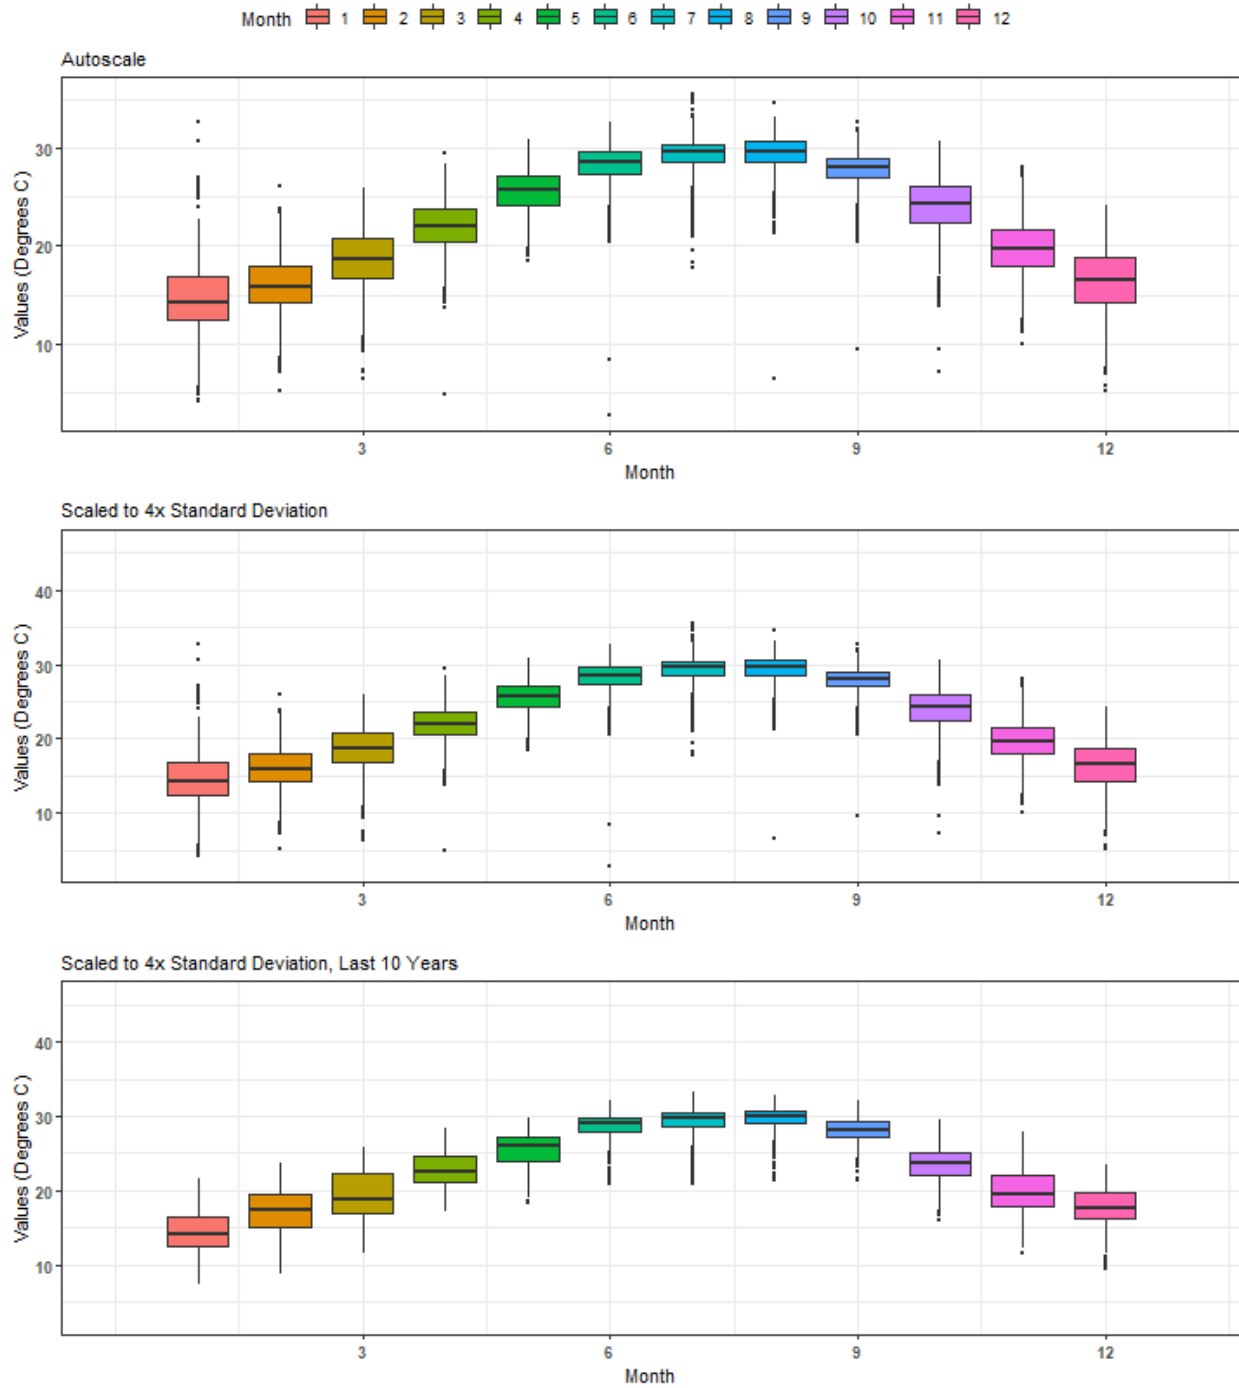 Month 1 2 3 4 5 6 7 8 9 10 11 12
Autoscale
Values (Degrees C)
30
20
10
3 6 9 12
Month
Scaled to 4x Standard Deviation
Values (Degrees C)
40
30
20
10
3 6 9 12
Month
Scaled to 4x Standard Deviation, Last 10 Years
Values (Degrees C)
40
30
20
10
3 6 9 12
Month